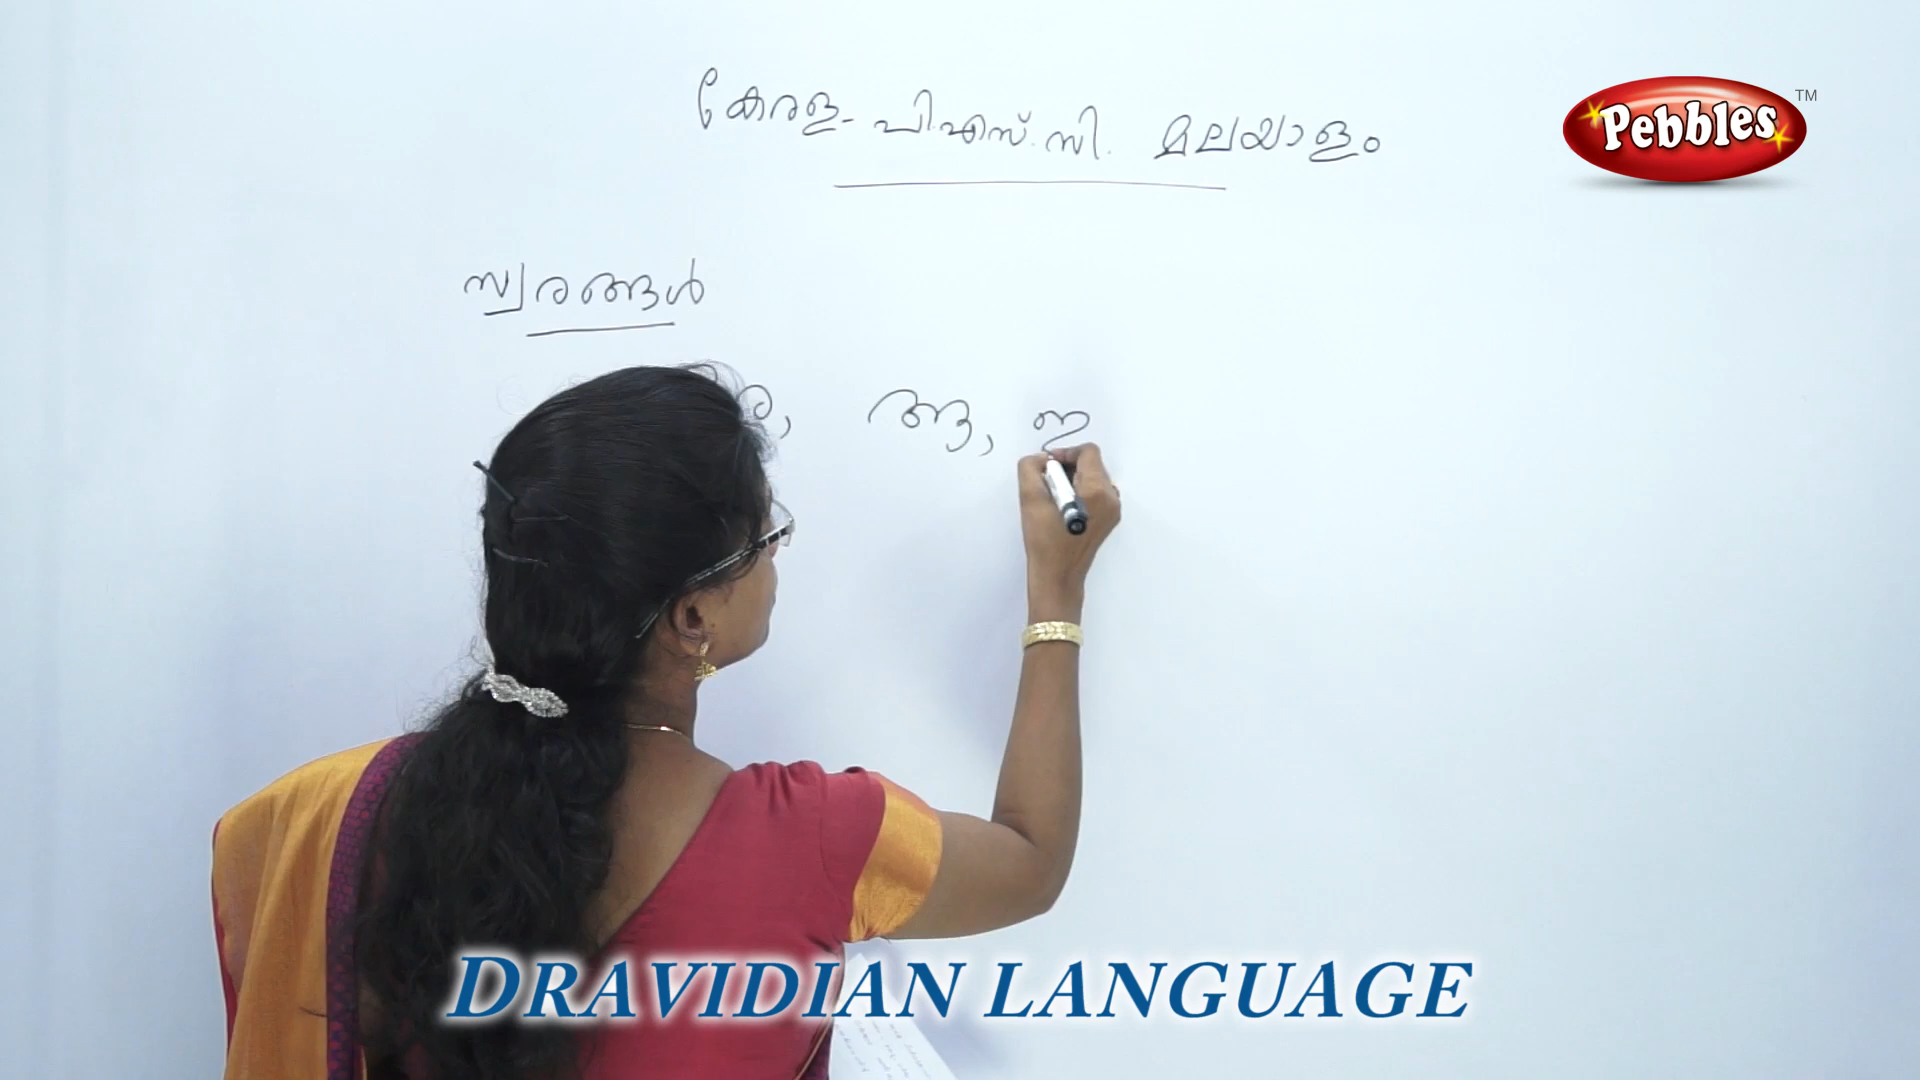 കേരള - പി.എസ്.സി. മലയാളം
Pebbles TM
സ്വരങ്ങൾ
അ, ആ, ഇ
DRAVIDIAN LANGUAGE